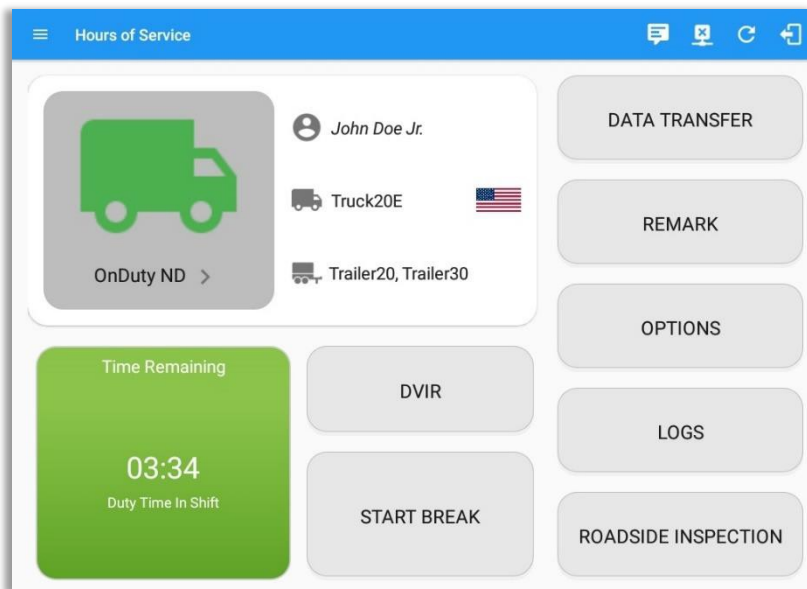 Hours of Service
John Doe Jr.
Truck20E
Trailer20, Trailer30
OnDuty ND
Time Remaining
03:34
Duty Time In Shift
DVIR
START BREAK
DATA TRANSFER
REMARK
OPTIONS
LOGS
ROADSIDE INSPECTION